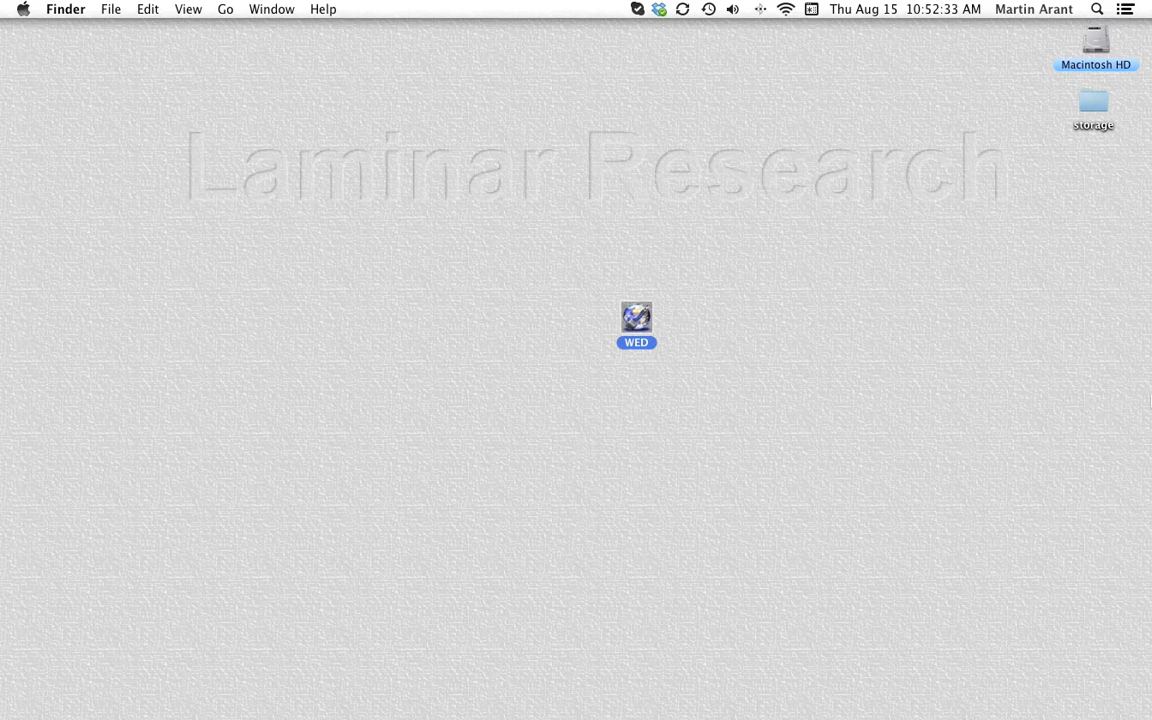 Finder File Edit View Go Window Help Thu Aug 15 10:52:33 AM Martin Arant
Macintosh HD
storage
Laminar Research
WED